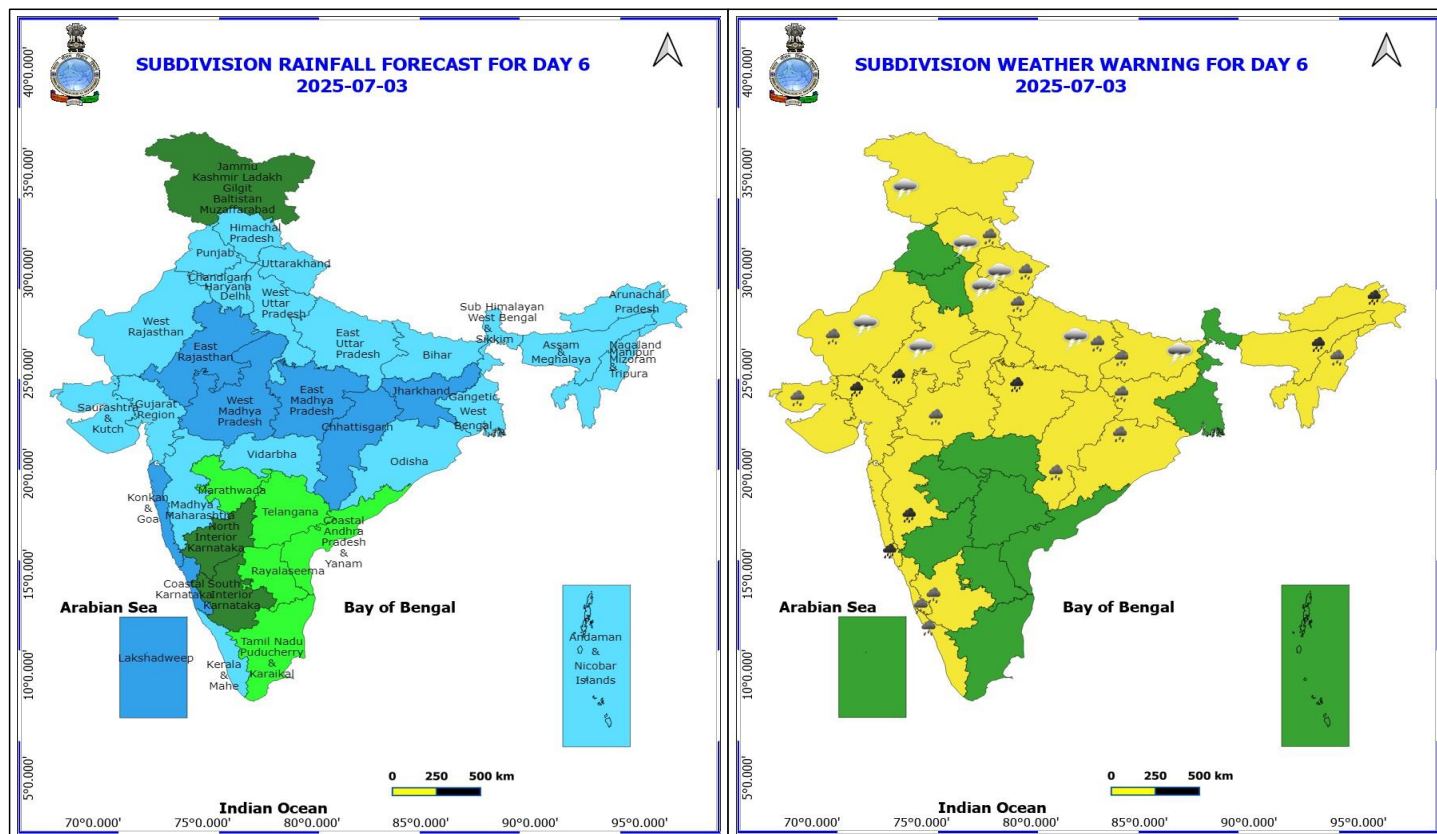 SUBDIVISION RAINFALL FORECAST FOR DAY 6
2025-07-03
40°0.000'
35°0.000'
30°0.000'
25°0.000'
20°0.000'
15°0.000'
10°0.000'
5°0.000'
Jammu
Kashmir Ladakh
Gilgit
Baltistan
Muzaffarabad
Himachal
Pradesh
Punjab
Uttarakhand
Chandigarh
Haryana
Delhi
West
Uttar
Pradesh
West
Rajasthan
East
Rajasthan
East
Uttar
Pradesh
Bihar
Sub Himalayan
West Bengal
&
Sikkim
Arunachal
Pradesh
Assam
&
Meghalaya
Nagaland
Manipur
Mizoram
&
Tripura
Saurashtra
&
Kutch
Gujarat
Region
West
Madhya
Pradesh
East
Madhya
Pradesh
Jharkhand
Gangetic
West
Bengal
Chhattisgarh
Vidarbha
Odisha
Konkan
&
Goa
Madhya
Maharashtra
Marathwada
Telangana
North
Interior
Karnataka
Coastal
Andhra
Pradesh
&
Yanam
Rayalaseema
Coastal
Karnataka
South
Interior
Karnataka
Arabian Sea
Bay of Bengal
Lakshadweep
Kerala
&
Mahe
Tamil Nadu
Puducherry
&
Karaikal
Andaman
&
Nicobar
Islands
0 250 500 km
Indian Ocean
70°0.000' 75°0.000' 80°0.000' 85°0.000' 90°0.000' 95°0.000'
SUBDIVISION WEATHER WARNING FOR DAY 6
2025-07-03
40°0.000'
35°0.000'
30°0.000'
25°0.000'
20°0.000'
15°0.000'
10°0.000'
5°0.000'
Arabian Sea
Bay of Bengal
0 250 500 km
Indian Ocean
70°0.000' 75°0.000' 80°0.000' 85°0.000' 90°0.000' 95°0.000'